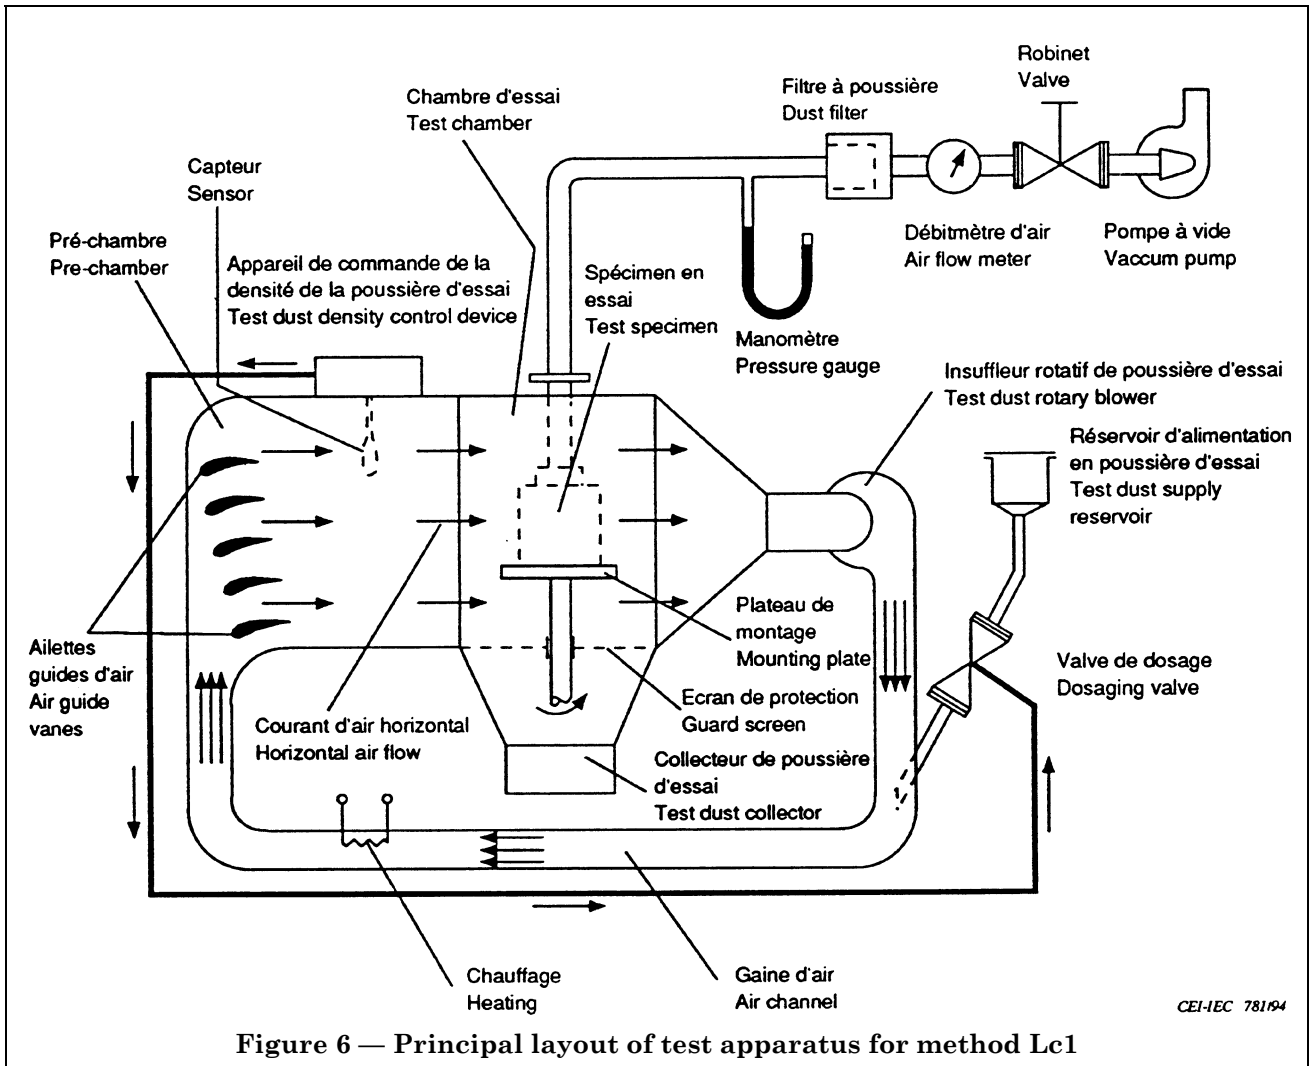 Robinet
Valve
Filtre à poussière
Dust filter
Chambre d'essai
Test chamber
Capteur
Sensor
Pré-chambre
Pre-chamber
Appareil de commande de la
densité de la poussière d'essai
Test dust density control device
Spécimen en
essai
Test specimen
Débitmètre d'air
Air flow meter
Pompe à vide
Vaccum pump
Manomètre
Pressure gauge
Insuffleur rotatif de poussière d'essai
Test dust rotary blower
Réservoir d'alimentation
en poussière d'essai
Test dust supply
reservoir
Ailettes
guides d'air
Air guide
vanes
Plateau de
montage
Mounting plate
Valve de dosage
Dosaging valve
Ecran de protection
Guard screen
Courant d'air horizontal
Horizontal air flow
Collecteur de poussière
d'essai
Test dust collector
Chauffage
Heating
Gaine d'air
Air channel
CEI-IEC 781/94
Figure 6 — Principal layout of test apparatus for method Lc1